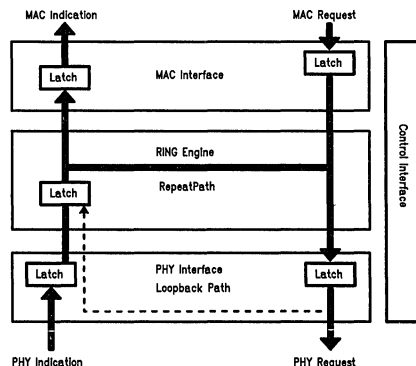 MAC Indication
MAC Request
Latch
MAC Interface
Latch
RING Engine
RepeatPath
Latch
Control Interface
Latch
PHY Interface
Loopback Path
Latch
PHY Indication
PHY Request